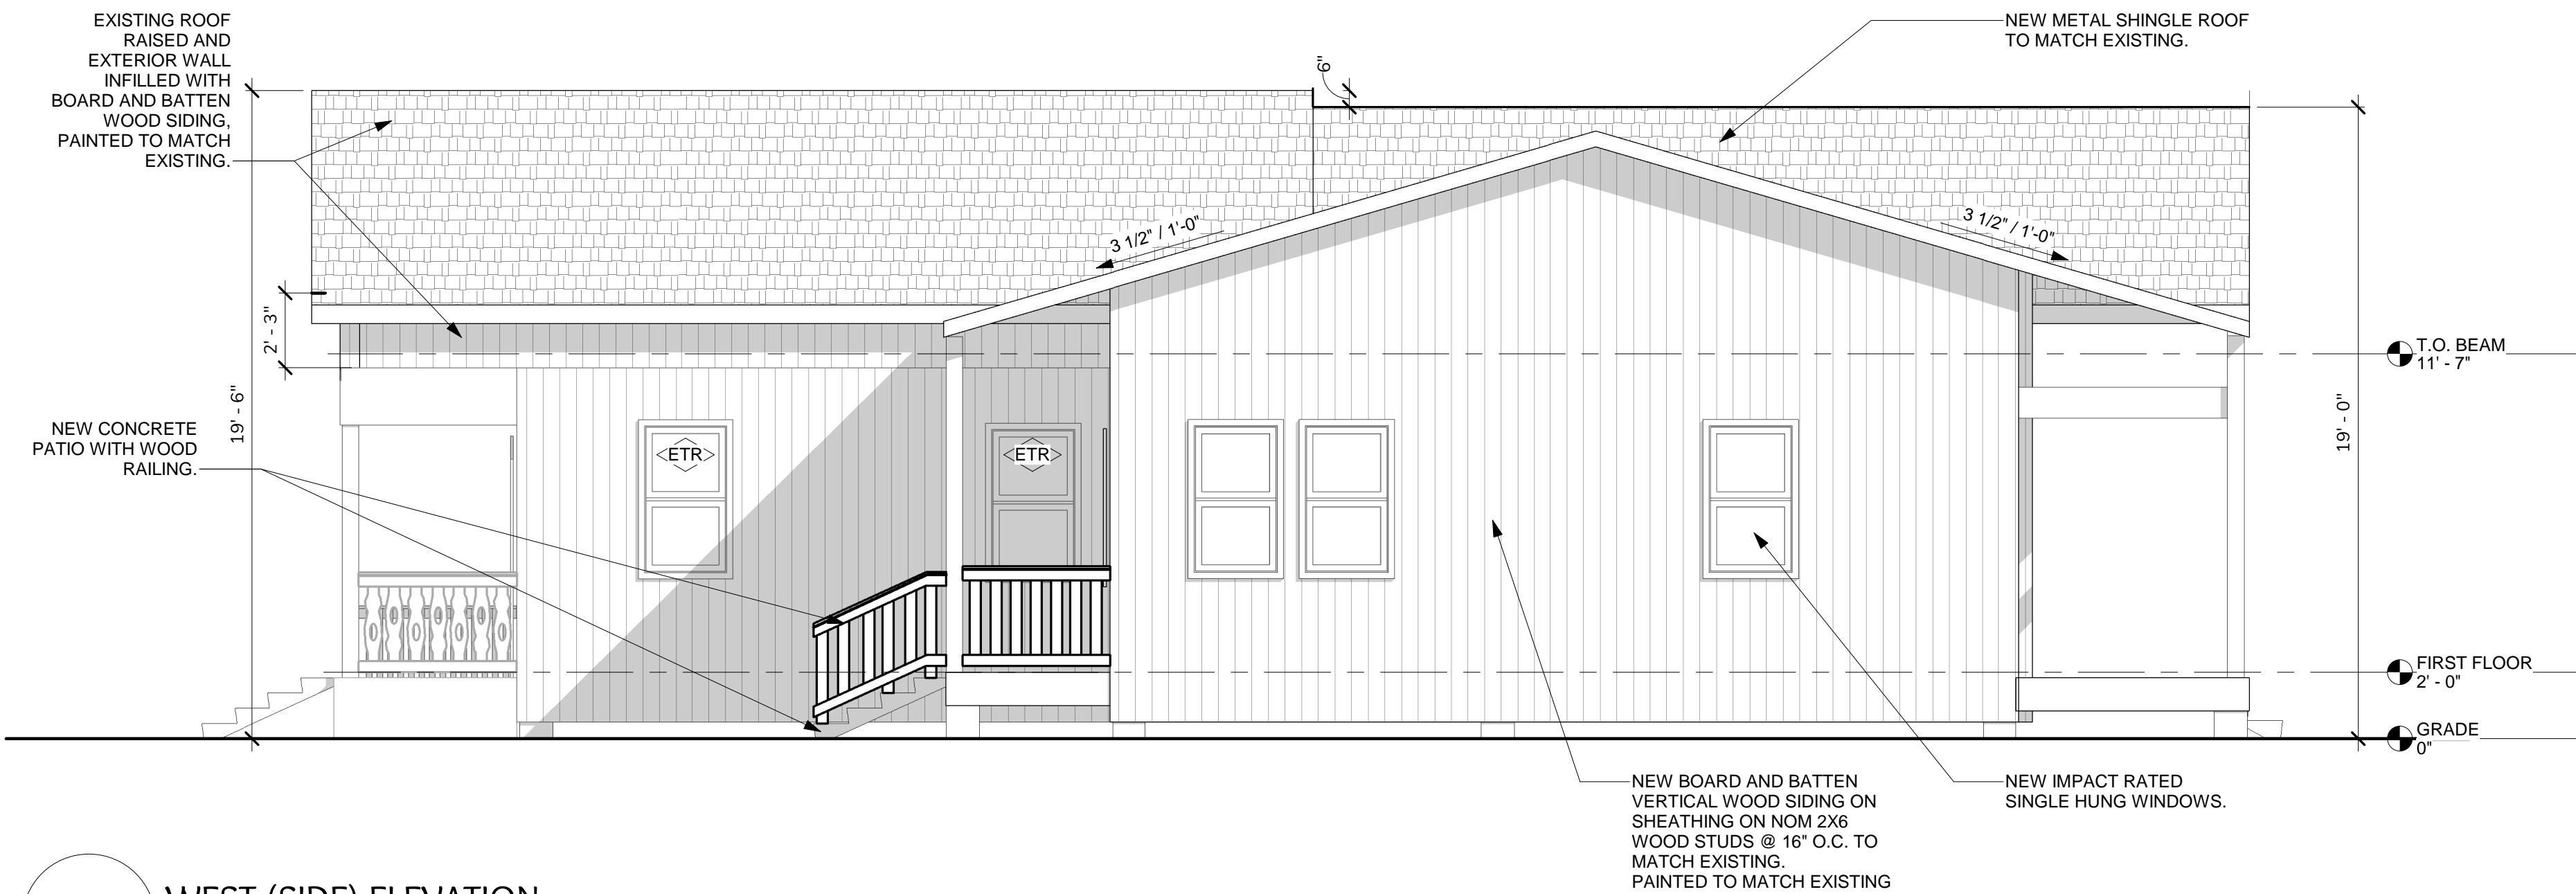 EXISTING ROOF
RAISED AND
EXTERIOR WALL
INFILLED WITH
BOARD AND BATTEN
WOOD SIDING,
PAINTED TO MATCH
EXISTING.
NEW METAL SHINGLE ROOF
TO MATCH EXISTING.
6"
3 1/2" / 1'-0"
3 1/2" / 1'-0"
2' - 3"
19' - 6"
19' - 0"
T.O. BEAM
11' - 7"
NEW CONCRETE
PATIO WITH WOOD
RAILING.
ETR
ETR
FIRST FLOOR
2' - 0"
GRADE
0"
NEW BOARD AND BATTEN
VERTICAL WOOD SIDING ON
SHEATHING ON NOM 2X6
WOOD STUDS @ 16" O.C. TO
MATCH EXISTING.
PAINTED TO MATCH EXISTING
NEW IMPACT RATED
SINGLE HUNG WINDOWS.
WEST (SIDE) ELEVATION